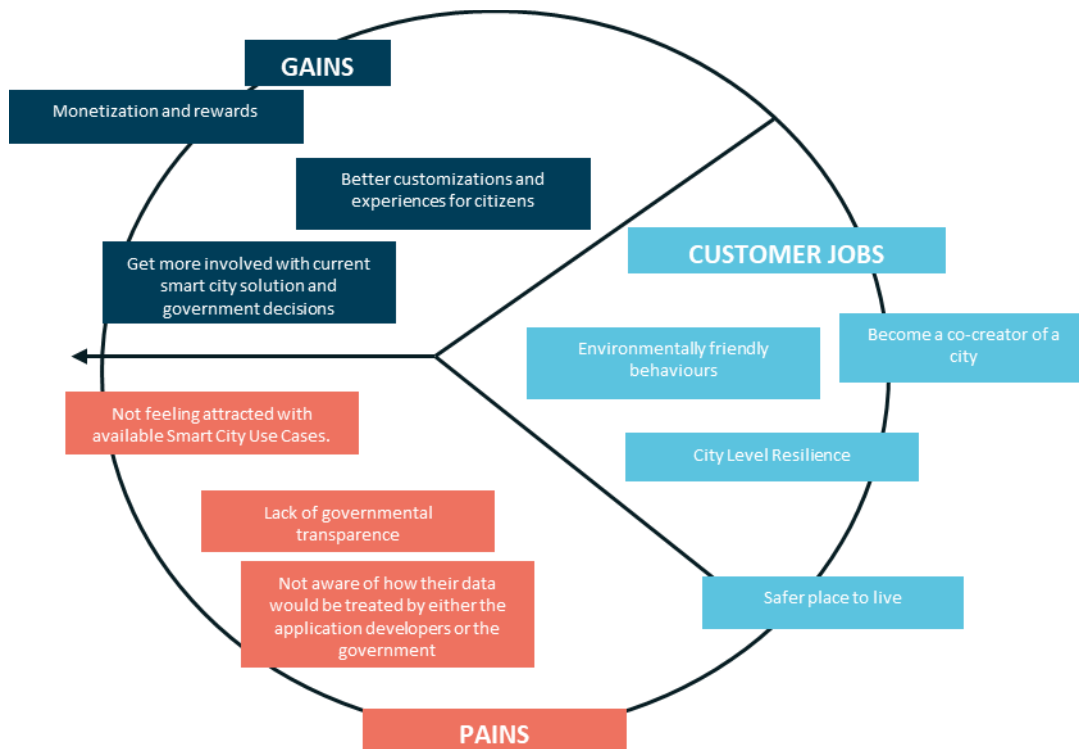 GAINS
Monetization and rewards
Better customizations and
experiences for citizens
Get more involved with current
smart city solution and
government decisions
CUSTOMER JOBS
Environmentally friendly
behaviours
Become a co-creator of a
city
City Level Resilience
Safer place to live
Not feeling attracted with
available Smart City Use Cases.
Lack of governmental
transparence
Not aware of how their data
would be treated by either the
application developers or the
government
PAINS